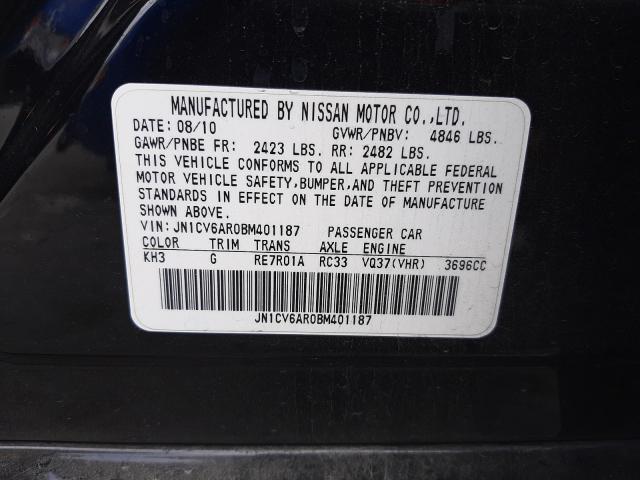 MANUFACTURED BY NISSAN MOTOR CO.,LTD.
DATE: 08/10 GVWR/PNBV: 4846 LBS.
GAWR/PNBE FR: 2423 LBS. RR: 2482 LBS.
THIS VEHICLE CONFORMS TO ALL APPLICABLE FEDERAL
MOTOR VEHICLE SAFETY,BUMPER,AND THEFT PREVENTION
STANDARDS IN EFFECT ON THE DATE OF MANUFACTURE
SHOWN ABOVE.
VIN: JN1CV6AR0BM401187 PASSENGER CAR
COLOR TRIM TRANS AXLE ENGINE
KH3 G RE7R01A RC33 VQ37(VHR) 3696CC
JN1CV6AR0BM401187